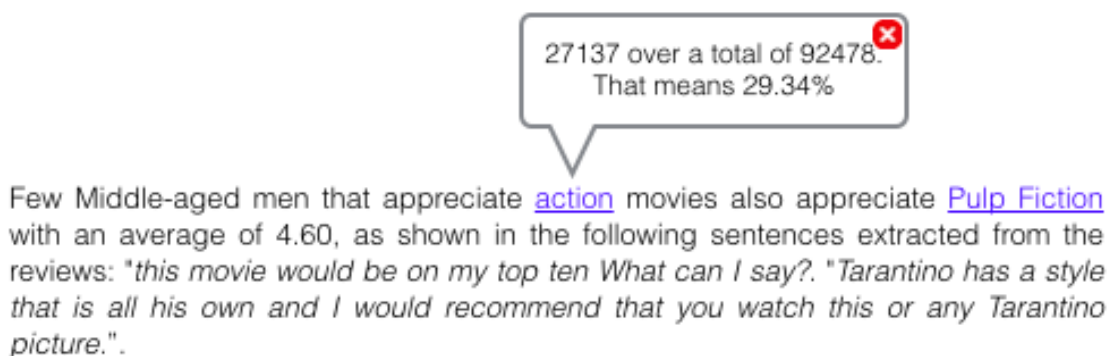 27137 over a total of 92478.
That means 29.34%
Few Middle-aged men that appreciate action movies also appreciate Pulp Fiction
with an average of 4.60, as shown in the following sentences extracted from the
reviews: "this movie would be on my top ten What can I say?. "Tarantino has a style
that is all his own and I would recommend that you watch this or any Tarantino
picture.".